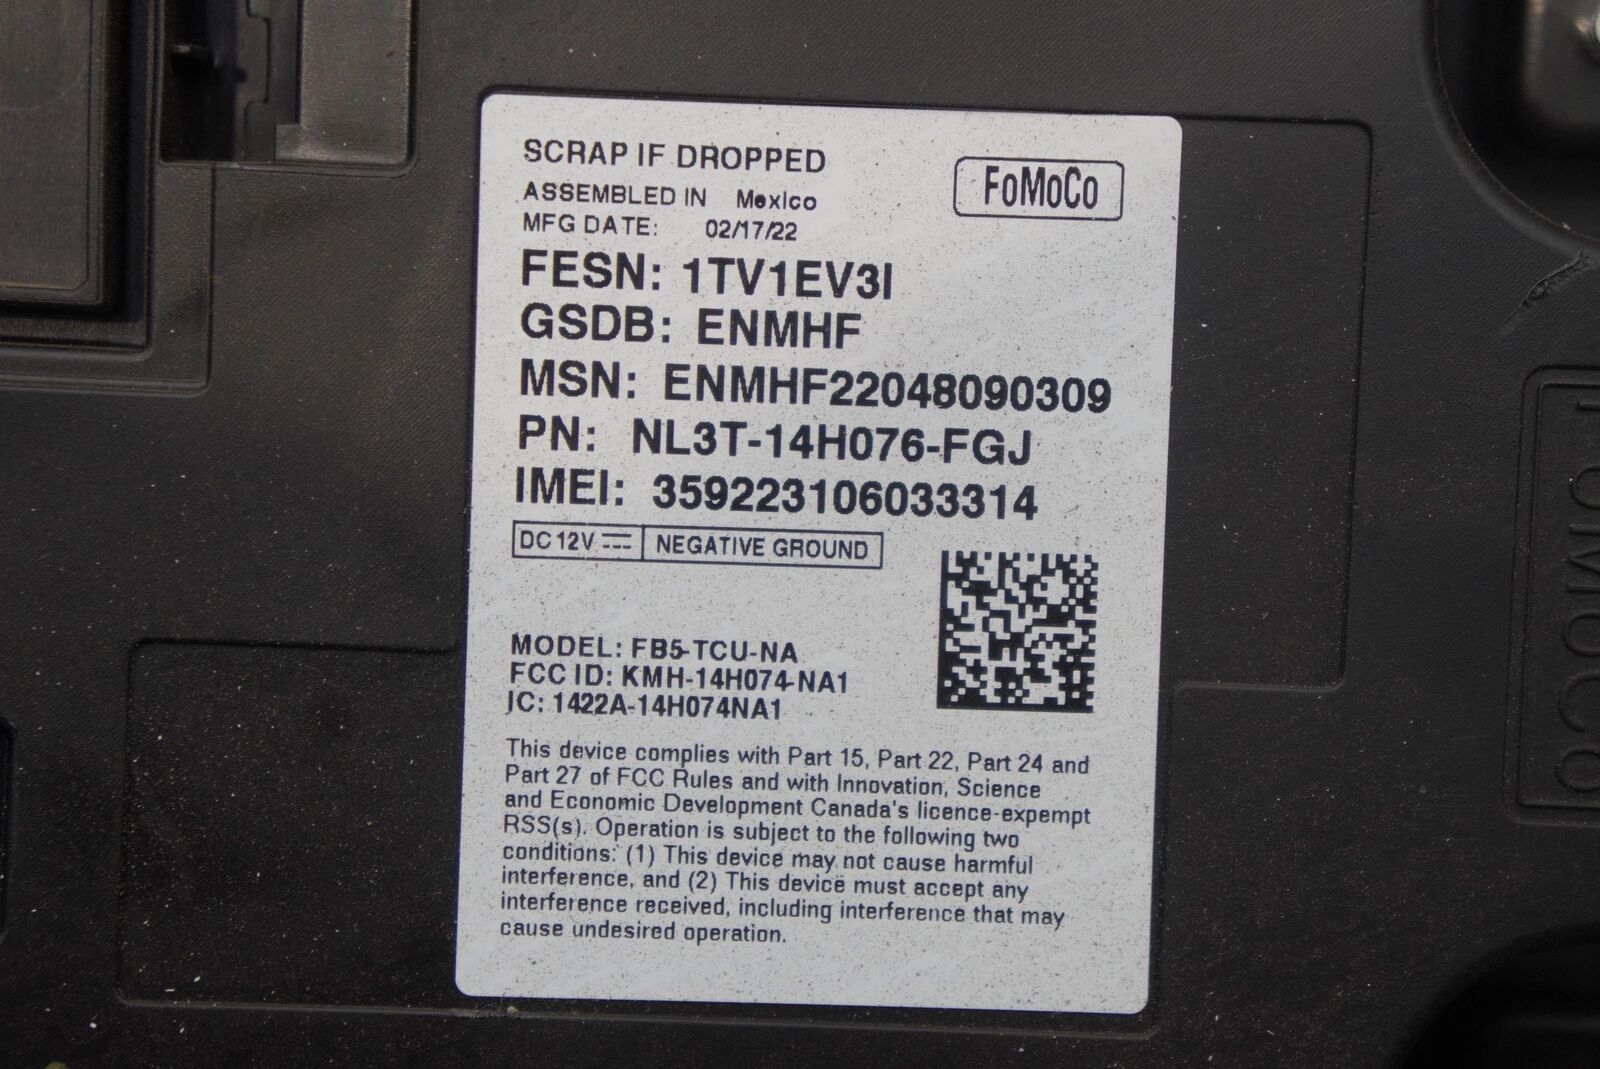 SCRAP IF DROPPED
FoMoCo
ASSEMBLED IN Mexico
MFG DATE: 02/17/22
FESN: 1TV1EV3I
GSDB: ENMHF
MSN: ENMHF22048090309
PN: NL3T-14H076-FGJ
IMEI: 359223106033314
DC 12V NEGATIVE GROUND
MODEL: FB5-TCU-NA
FCC ID: KMH-14H074-NA1
IC: 1422A-14H074NA1
This device complies with Part 15, Part 22, Part 24 and
Part 27 of FCC Rules and with Innovation, Science
and Economic Development Canada's licence-expempt
RSS(s). Operation is subject to the following two
conditions: (1) This device may not cause harmful
interference, and (2) This device must accept any
interference received, including interference that may
cause undesired operation.
FOMOCO